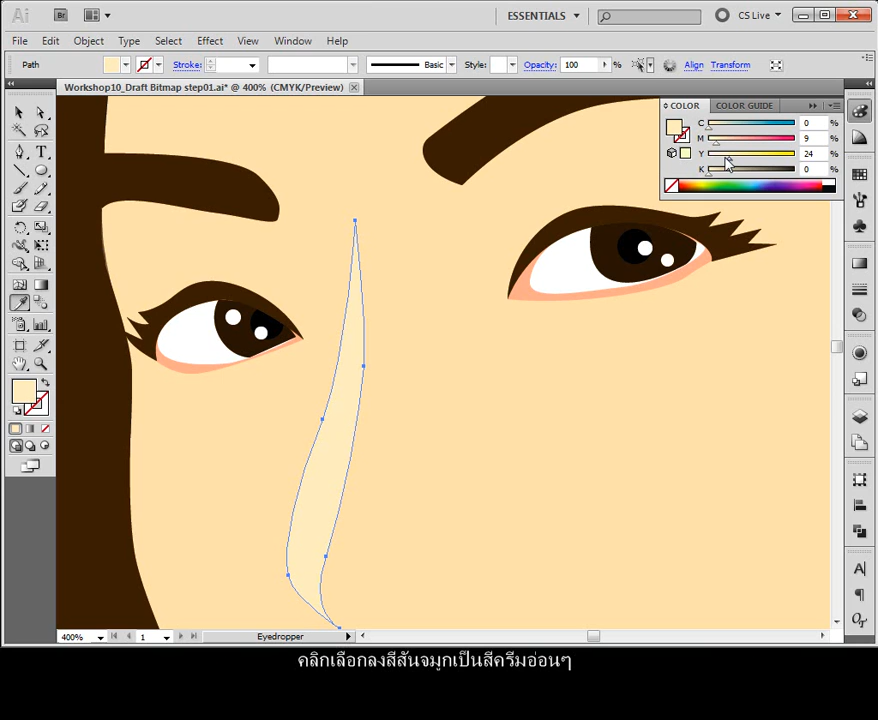 Ai Br ESSENTIALS CS Live
File Edit Object Type Select Effect View Window Help
Path Stroke: Basic Style: Opacity: 100 % Align Transform
Workshop10_Draft Bitmap step01.ai* @ 400% (CMYK/Preview)
COLOR COLOR GUIDE
C 0 %
M 9 %
Y 24 %
K 0 %
400% 1 Eyedropper
คลิกเลือกลงสีสันจมูกเป็นสีครีมอ่อนๆ